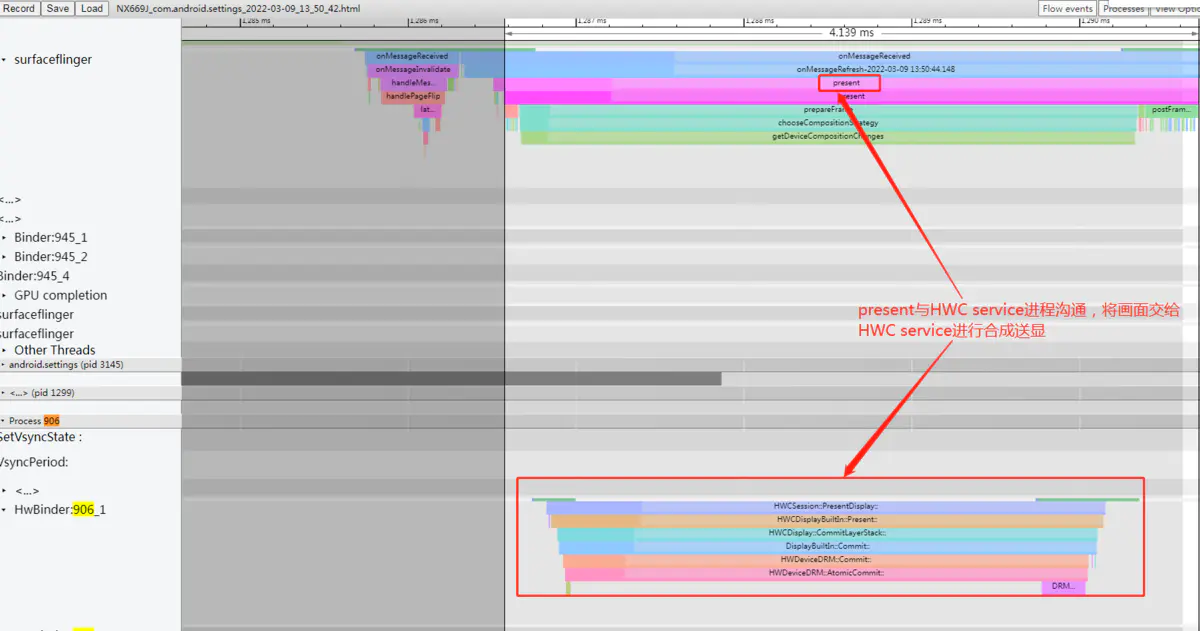 Record Save Load NX669J_com.android.settings_2022-03-09_13_50_42.html Flow events Processes View Opti
1.285 ms 1.286 ms 1.287 ms 1.288 ms 1.289 ms 1.290 ms
4.139 ms
surfaceflinger
onMessageReceived onMessageReceived
onMessageInvalidate onMessageRefresh-2022-03-09 13:50:44.148
handleMes... present
handlePageFlip present
lat... prepareFra postFram...
chooseCompositionStrategy
getDeviceCompositionChanges
<...>
<...>
Binder:945_1
Binder:945_2
Binder:945_4
GPU completion
surfaceflinger
surfaceflinger
Other Threads
present与HWC service进程沟通，将画面交给
HWC service进行合成送显
android.settings (pid 3145)
<...> (pid 1299)
Process 906
SetVsyncState :
VsyncPeriod:
<...>
HwBinder:906_1
HWCSession::PresentDisplay::
HWCDisplayBuiltIn::Present::
HWCDisplay::CommitLayerStack::
DisplayBuiltIn::Commit::
HWDeviceDRM::Commit::
HWDeviceDRM::AtomicCommit::
DRM...